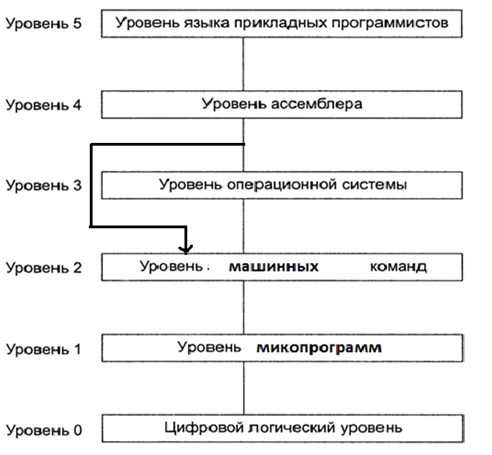 Уровень 5 Уровень языка прикладных программистов
Уровень 4 Уровень ассемблера
Уровень 3 Уровень операционной системы
Уровень 2 Уровень машинных команд
Уровень 1 Уровень микопрограмм
Уровень 0 Цифровой логический уровень